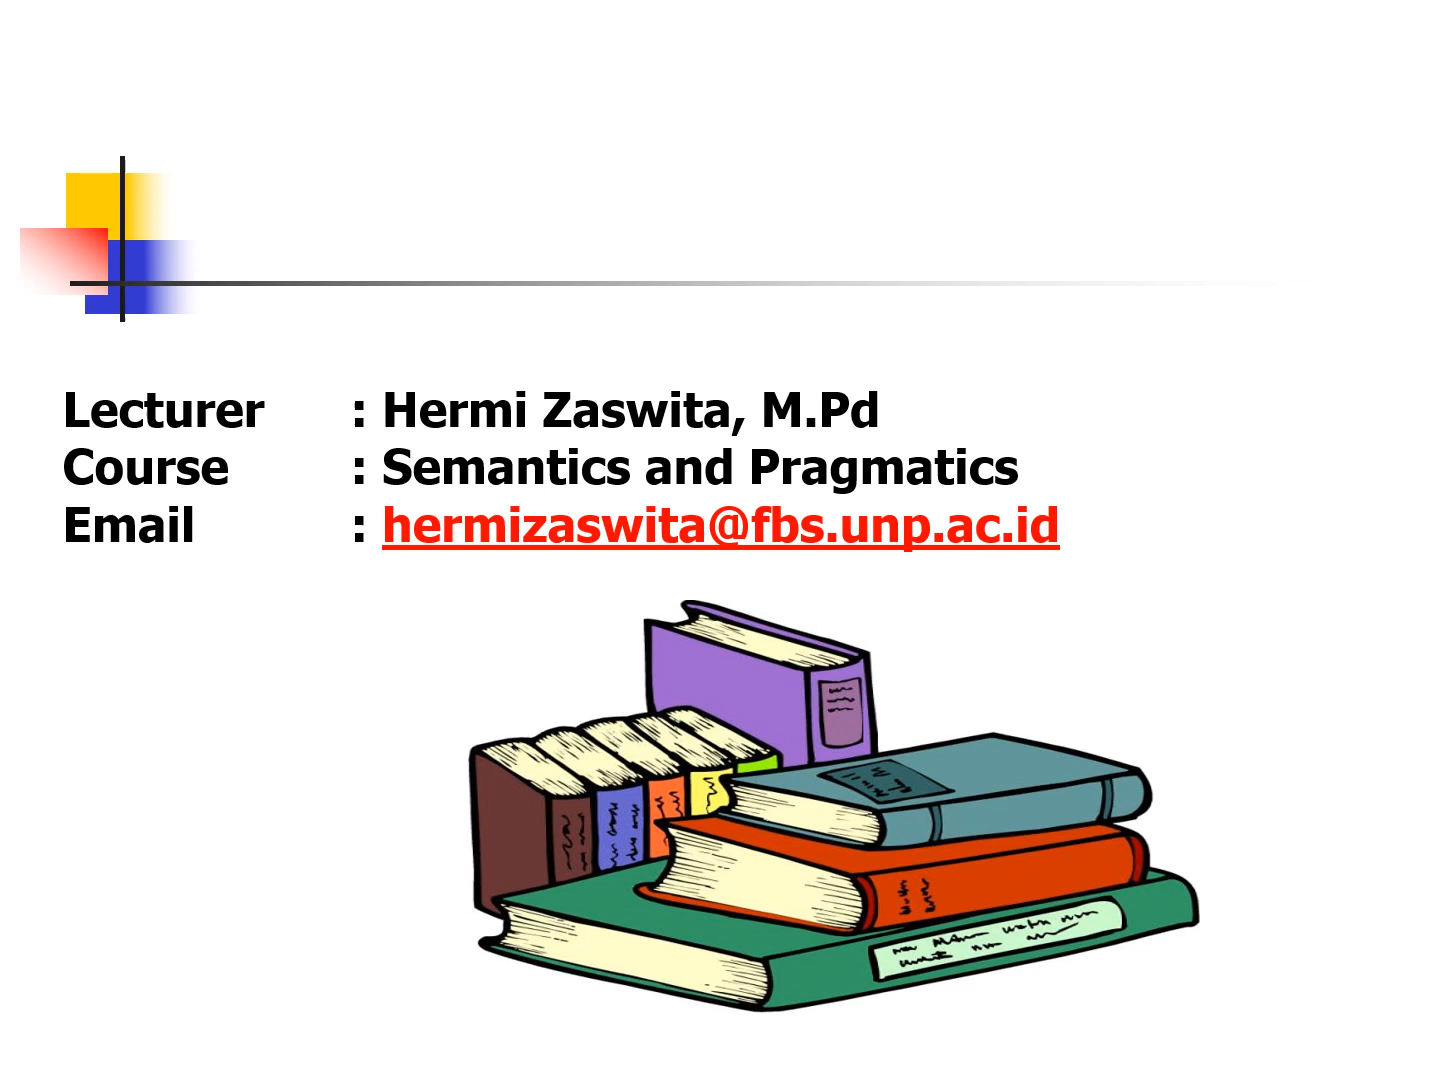 Lecturer : Hermi Zaswita, M.Pd
Course : Semantics and Pragmatics
Email : hermizaswita@fbs.unp.ac.id